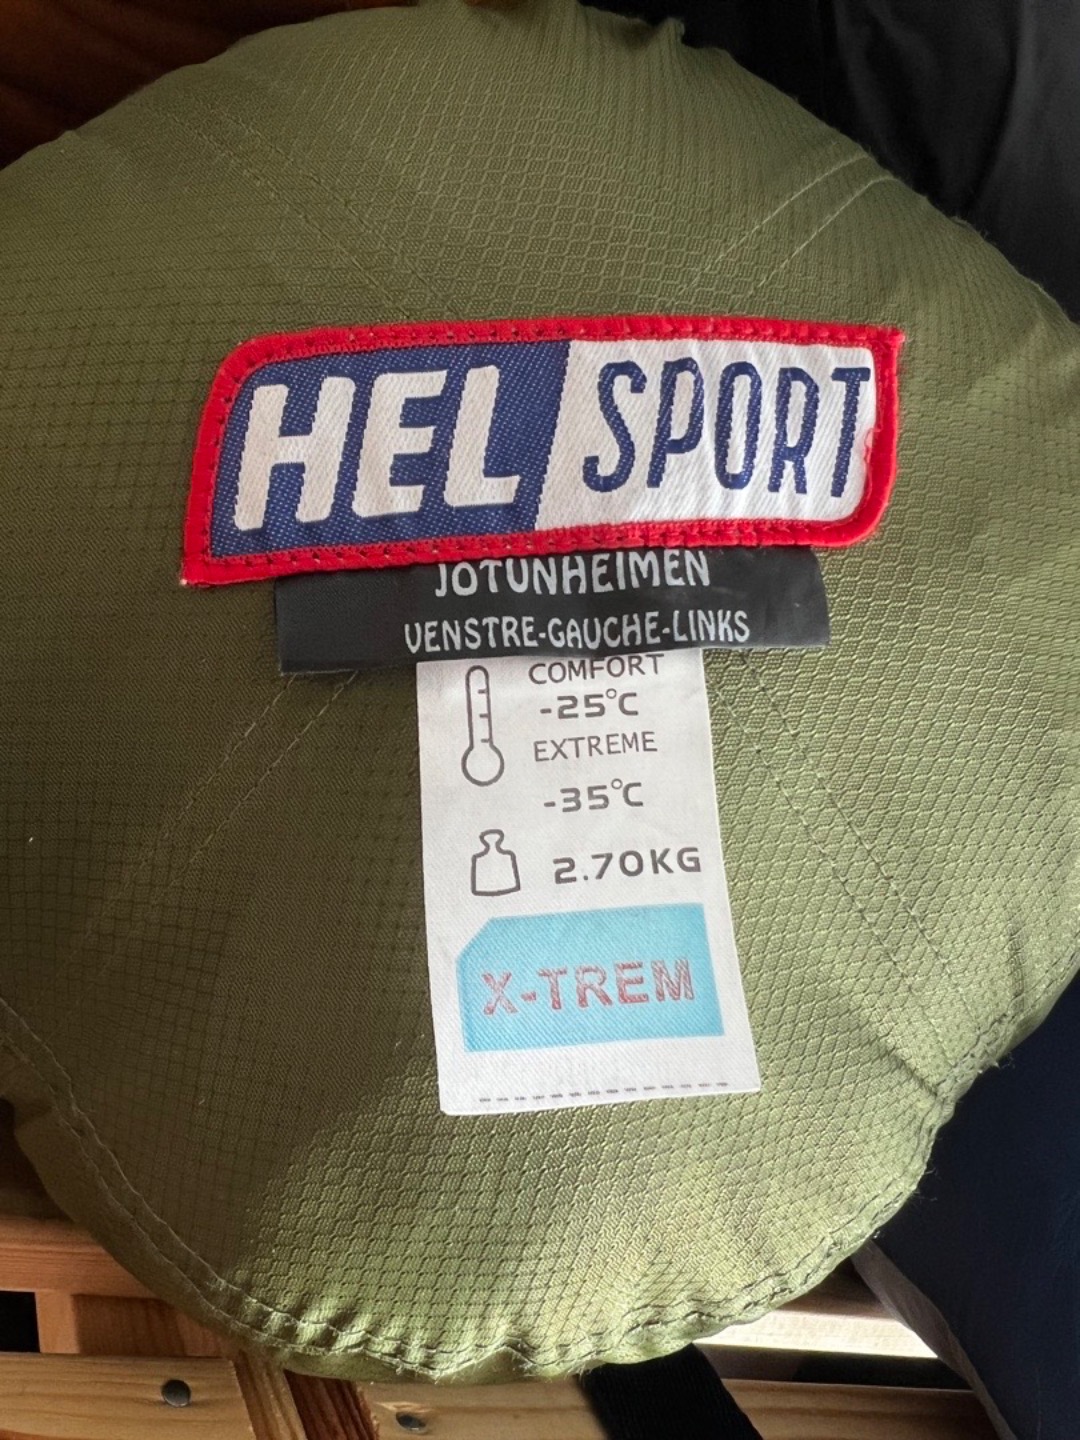 HEL SPORT
JOTUNHEIMEN
VENSTRE-GAUCHE-LINKS
COMFORT
-25°C
EXTREME
-35°C
2.70KG
X-TREM